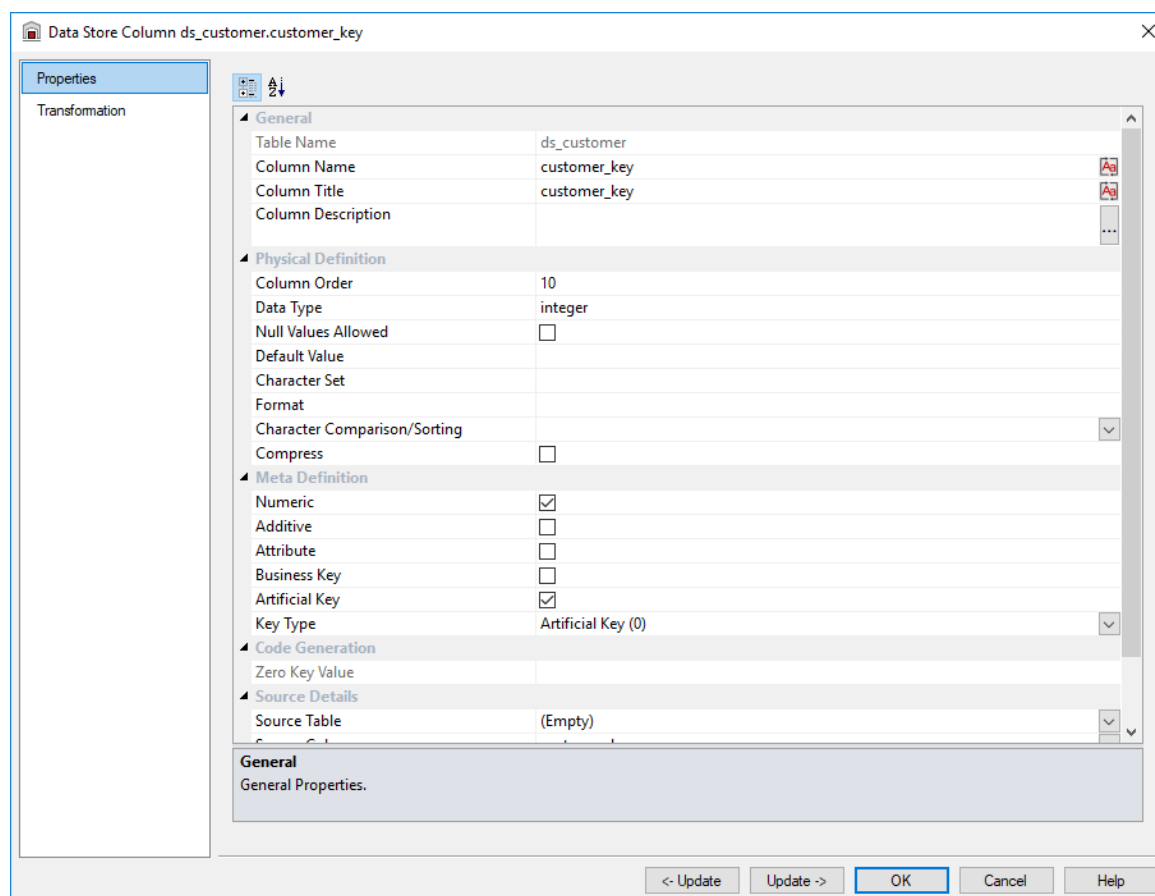 Data Store Column ds_customer.customer_key
Properties
Transformation
General
Table Name ds_customer
Column Name customer_key
Column Title customer_key
Column Description
...
Physical Definition
Column Order 10
Data Type integer
Null Values Allowed
Default Value
Character Set
Format
Character Comparison/Sorting
Compress
Meta Definition
Numeric
Additive
Attribute
Business Key
Artificial Key
Key Type Artificial Key (0)
Code Generation
Zero Key Value
Source Details
Source Table (Empty)
General
General Properties.
<- Update Update -> OK Cancel Help